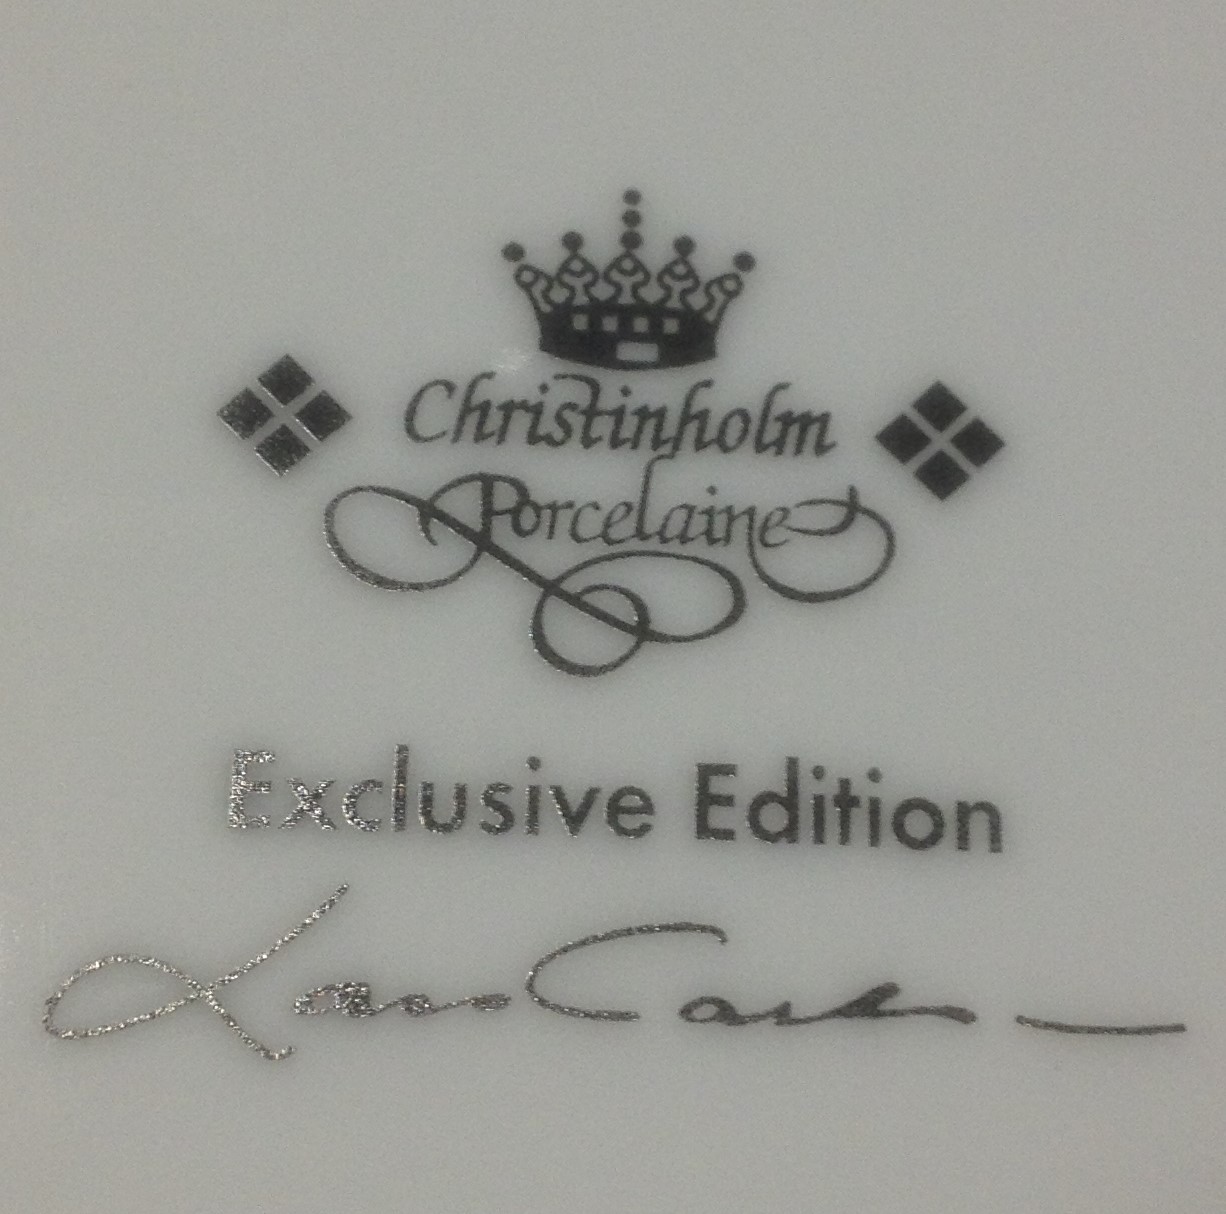 Christinholm
Porcelaine
Exclusive Edition